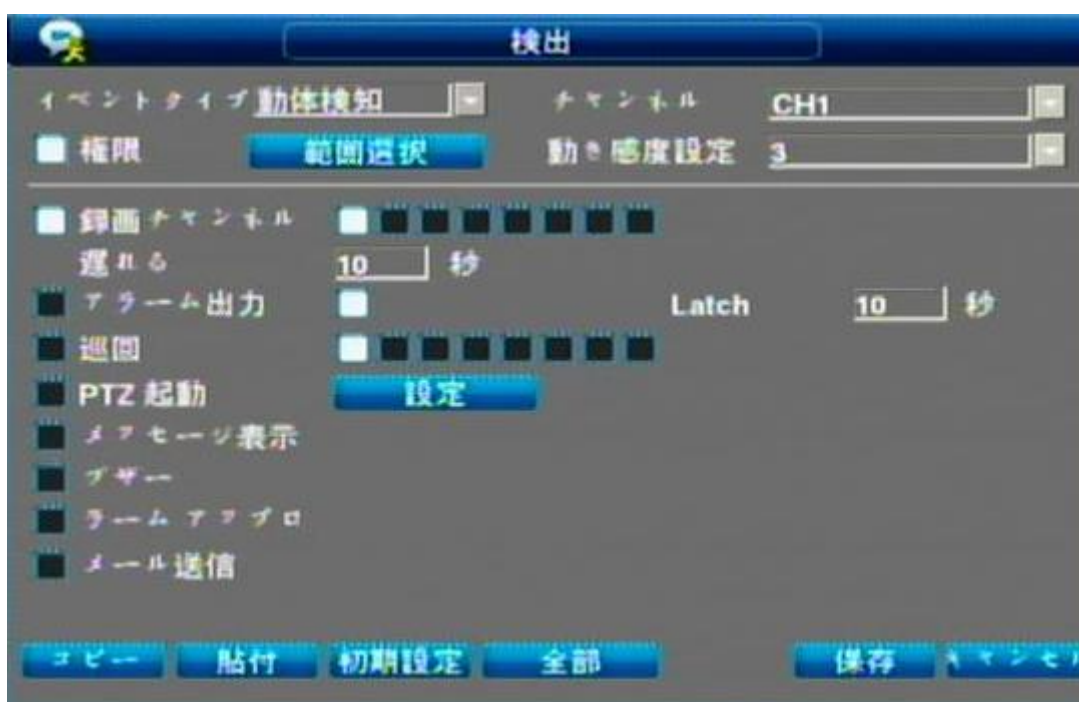 検出
イベントタイプ 動体検知 チャンネル CH1
権限 範囲選択 動き感度設定 3
録画チャンネル
遅れる 10 秒
アラーム出力 Latch 10 秒
巡回
PTZ 起動 設定
メアセージ表示
ブザー
ラームアアプロ
メール送信
コピー 貼付 初期設定 全部 保存 キャンセル